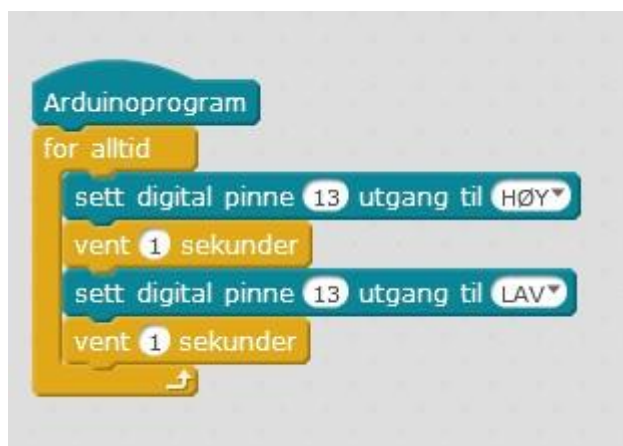 Arduinoprogram
for alltid
sett digital pinne 13 utgang til HØY
vent 1 sekunder
sett digital pinne 13 utgang til LAV
vent 1 sekunder